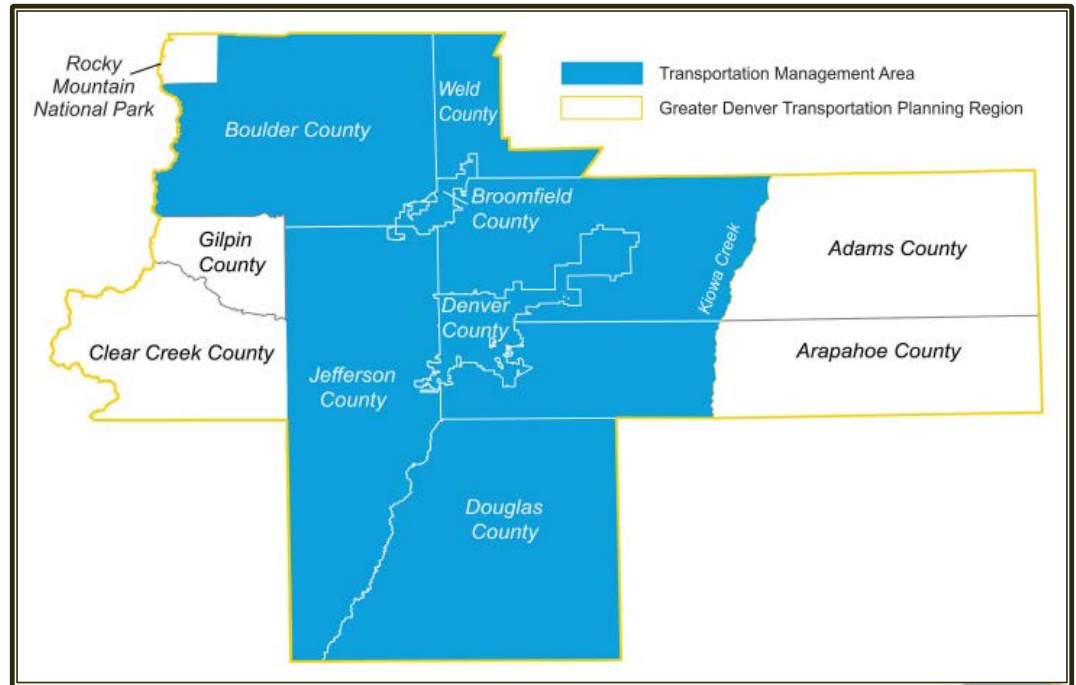 Rocky
Mountain
National Park
Weld
County
Boulder County
Transportation Management Area
Greater Denver Transportation Planning Region
Broomfield
County
Gilpin
County
Kiowa Creek
Adams County
Denver
County
Clear Creek County
Jefferson
County
Arapahoe County
Douglas
County